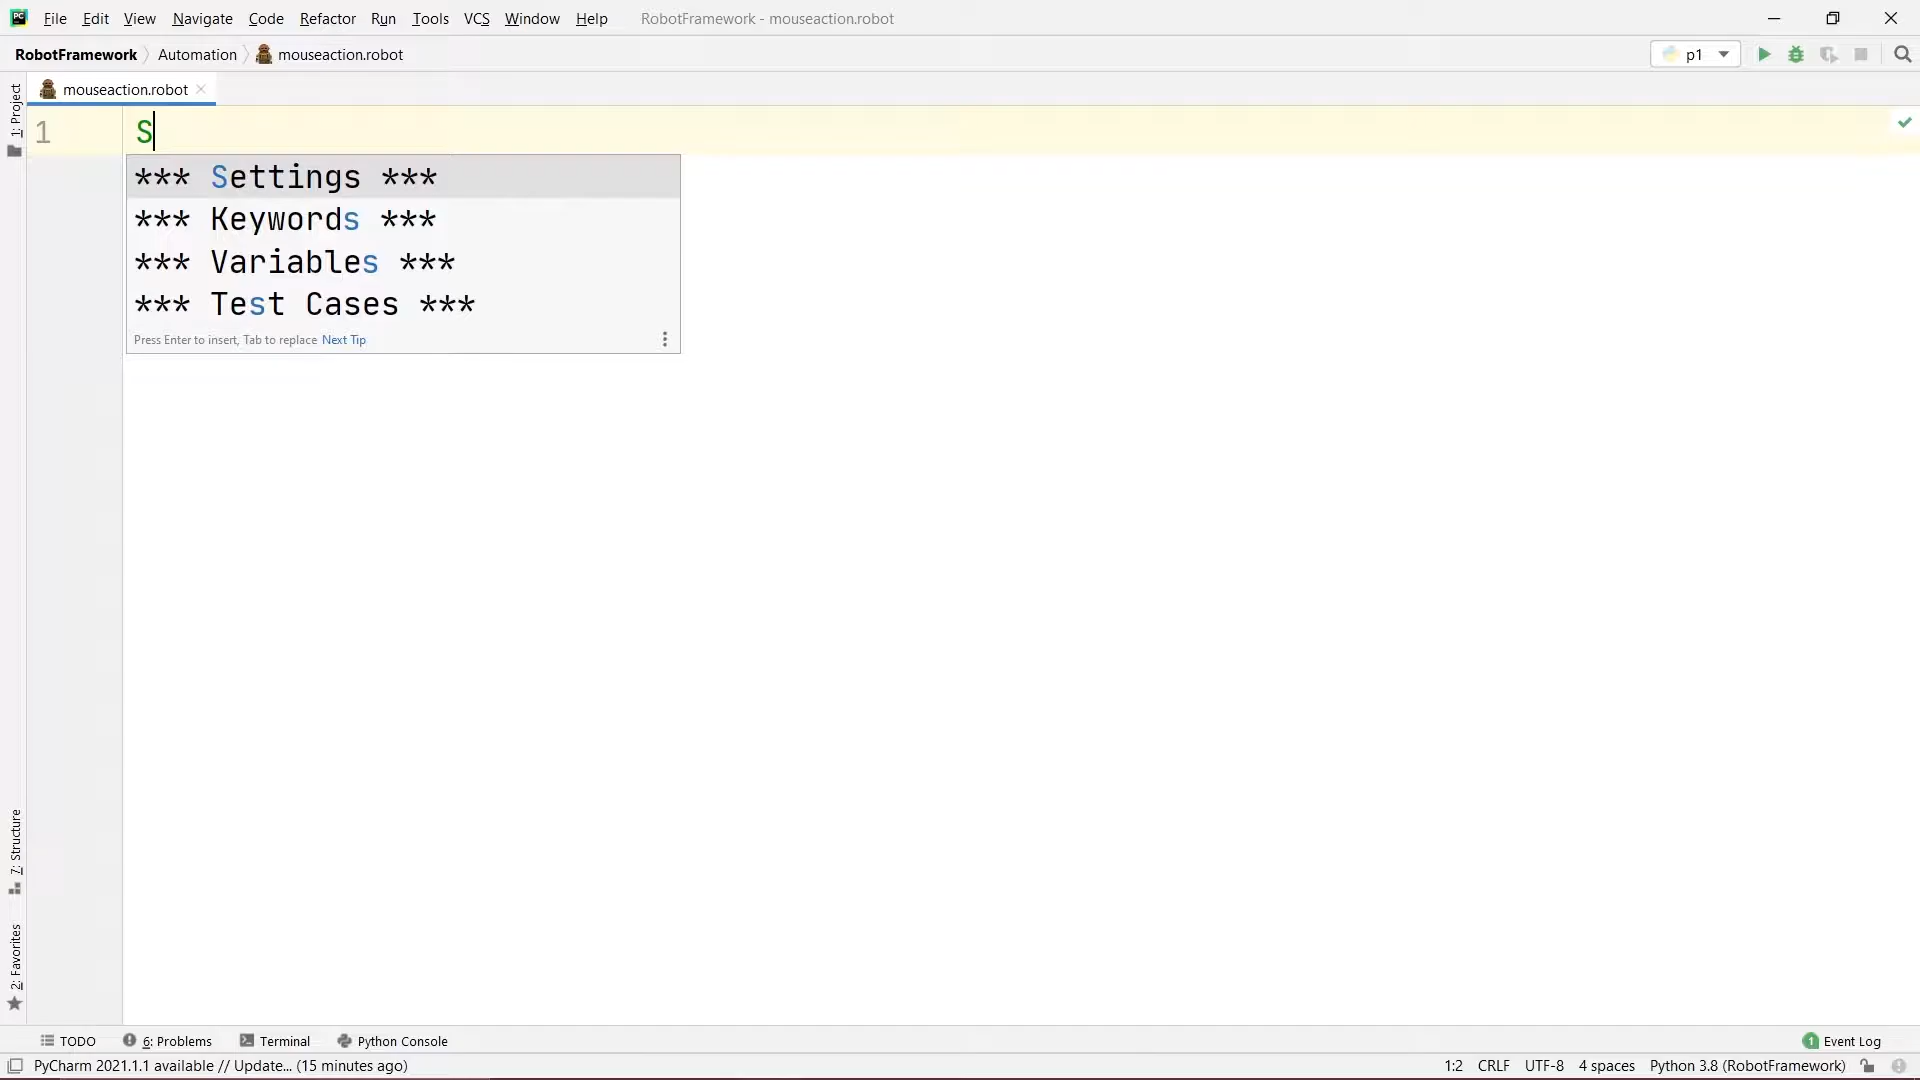 File Edit View Navigate Code Refactor Run Tools VCS Window Help RobotFramework - mouseaction.robot
RobotFramework Automation mouseaction.robot p1
mouseaction.robot
1: Project
1 S
*** Settings ***
*** Keywords ***
*** Variables ***
*** Test Cases ***
Press Enter to insert, Tab to replace Next Tip
7: Structure
2: Favorites
TODO 6: Problems Terminal Python Console 1 Event Log
PyCharm 2021.1.1 available // Update... (15 minutes ago) 1:2 CRLF UTF-8 4 spaces Python 3.8 (RobotFramework)